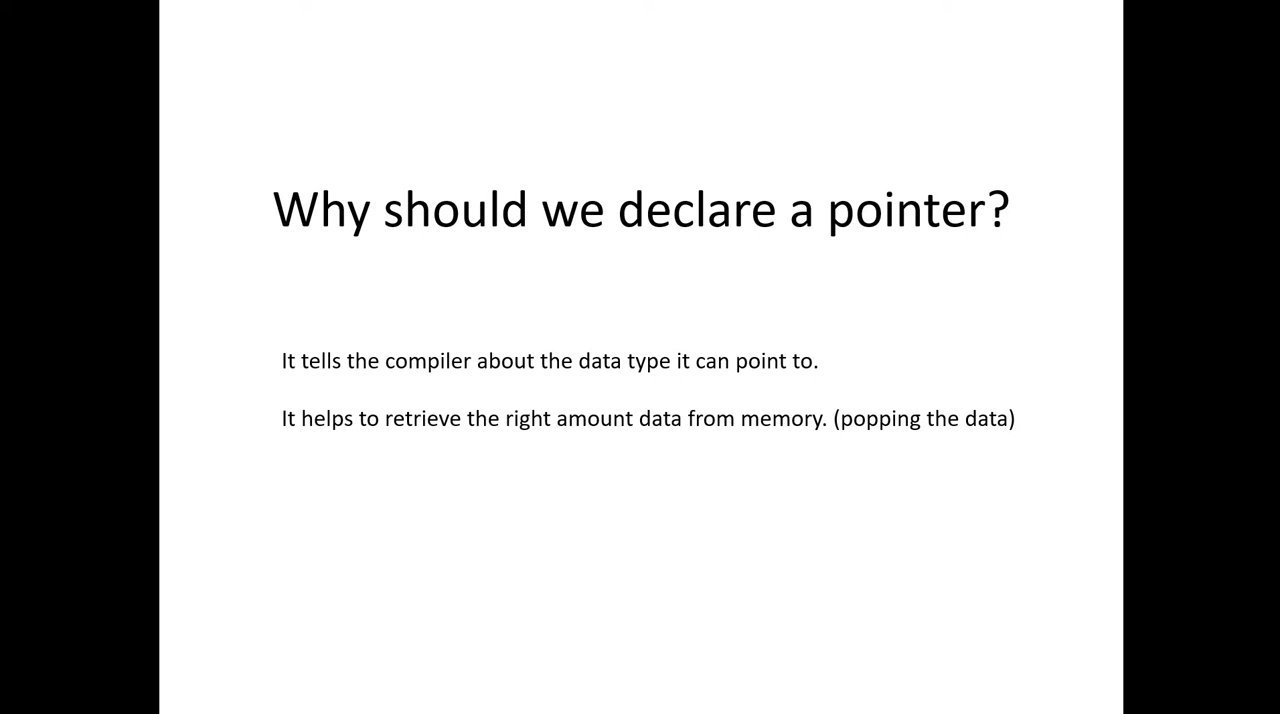 Why should we declare a pointer?
It tells the compiler about the data type it can point to.
It helps to retrieve the right amount data from memory. (popping the data)